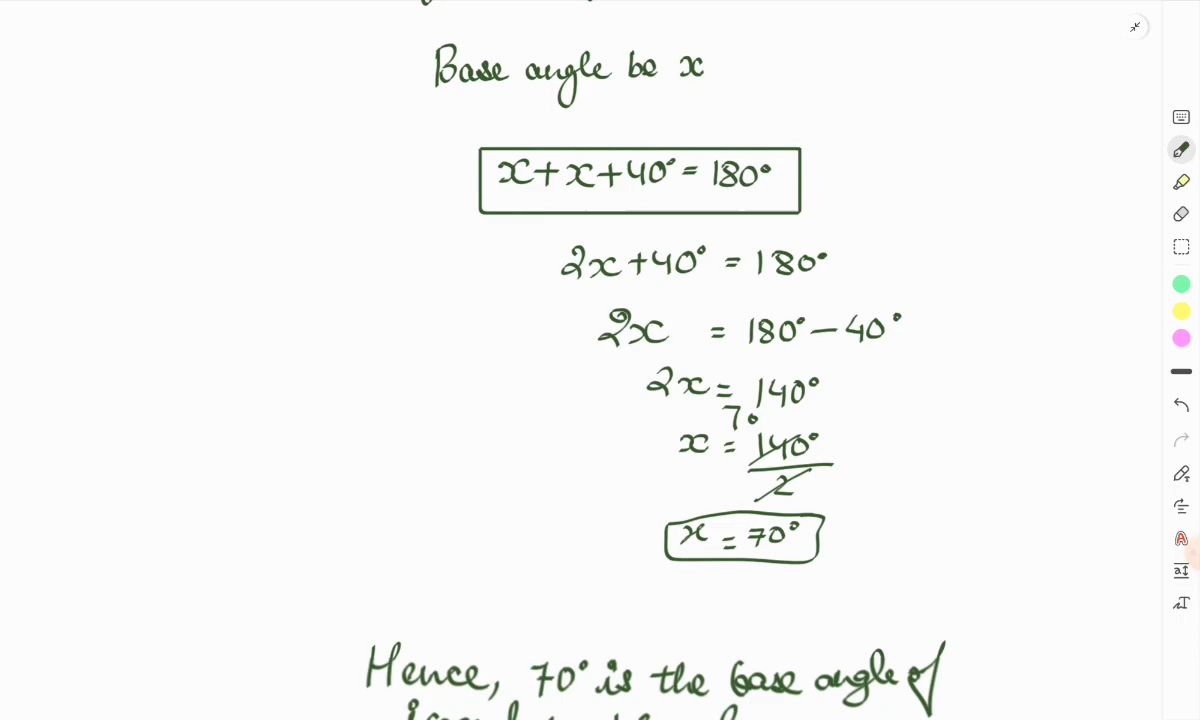 Base angle be x
x+x+40°=180°
2x+40° = 180°
2x = 180°-40°
2x = 140°
70
x = 140°
2
x = 70°
Hence, 70° is the base angle of